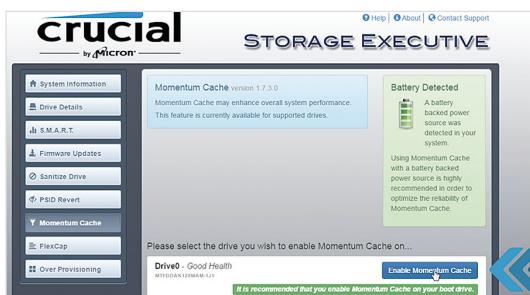 crucial
by Micron
Help | About | Contact Support
STORAGE EXECUTIVE
System Information
Drive Details
S.M.A.R.T.
Firmware Updates
Sanitize Drive
PSID Revert
Momentum Cache
FlexCap
Over Provisioning
Momentum Cache version 1.7.3.0
Momentum Cache may enhance overall system performance.
This feature is currently available for supported drives.
Battery Detected
A battery
backed power
source was
detected in your
system.
Using Momentum Cache
with a battery backed
power source is highly
recommended in order to
optimize the reliability of
Momentum Cache.
Please select the drive you wish to enable Momentum Cache on...
Drive0 - Good Health
MTFDDAK128MAM-1J1
Enable Momentum Cache
It is recommended that you enable Momentum Cache on your boot drive.